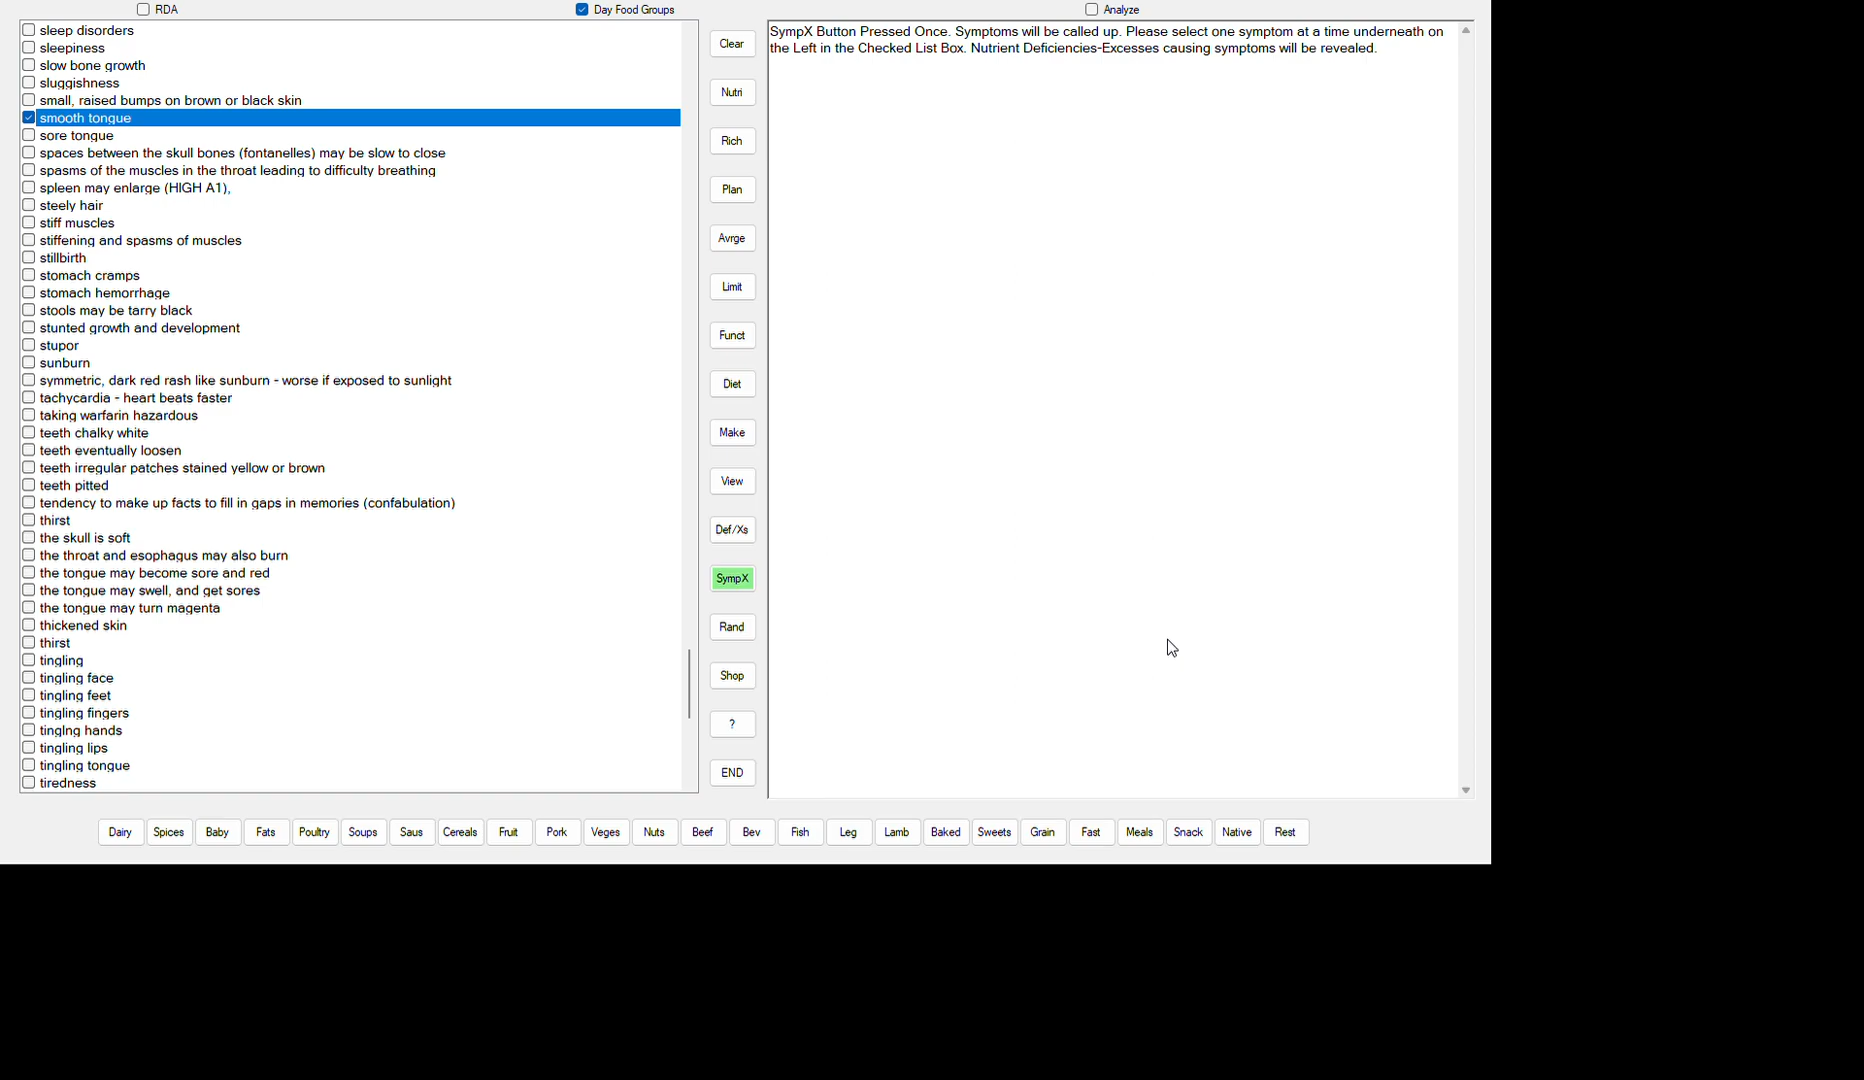 RDA
Day Food Groups
Analyze
sleep disorders
sleepiness
slow bone growth
sluggishness
small, raised bumps on brown or black skin
smooth tongue
sore tongue
spaces between the skull bones (fontanelles) may be slow to close
spasms of the muscles in the throat leading to difficulty breathing
spleen may enlarge (HIGH A1),
steely hair
stiff muscles
stiffening and spasms of muscles
stillbirth
stomach cramps
stomach hemorrhage
stools may be tarry black
stunted growth and development
stupor
sunburn
symmetric, dark red rash like sunburn - worse if exposed to sunlight
tachycardia - heart beats faster
taking warfarin hazardous
teeth chalky white
teeth eventually loosen
teeth irregular patches stained yellow or brown
teeth pitted
tendency to make up facts to fill in gaps in memories (confabulation)
thirst
the skull is soft
the throat and esophagus may also burn
the tongue may become sore and red
the tongue may swell, and get sores
the tongue may turn magenta
thickened skin
thirst
tingling
tingling face
tingling feet
tingling fingers
tinglng hands
tingling lips
tingling tongue
tiredness
Clear
Nutri
Rich
Plan
Avrge
Limit
Funct
Diet
Make
View
Def/Xs
SympX
Rand
Shop
?
END
SympX Button Pressed Once. Symptoms will be called up. Please select one symptom at a time underneath on
the Left in the Checked List Box. Nutrient Deficiencies-Excesses causing symptoms will be revealed.
Dairy Spices Baby Fats Poultry Soups Saus Cereals Fruit Pork Veges Nuts Beef Bev Fish Leg Lamb Baked Sweets Grain Fast Meals Snack Native Rest